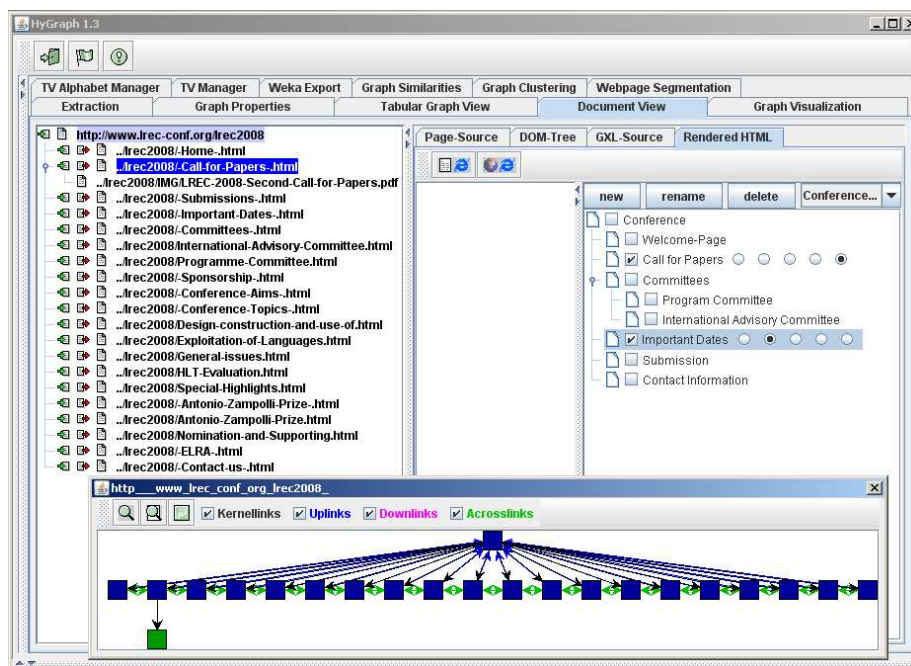 HyGraph 1.3
TV Alphabet Manager TV Manager Weka Export Graph Similarities Graph Clustering Webpage Segmentation
Extraction Graph Properties Tabular Graph View Document View Graph Visualization
http://www.lrec-conf.org/lrec2008
../lrec2008/-Home-.html
../lrec2008/-Call-for-Papers-.html
../lrec2008/IMG/LREC-2008-Second-Call-for-Papers.pdf
../lrec2008/-Submissions-.html
../lrec2008/-Important-Dates-.html
../lrec2008/-Committees-.html
../lrec2008/International-Advisory-Committee.html
../lrec2008/Programme-Committee.html
../lrec2008/-Sponsorship-.html
../lrec2008/-Conference-Aims-.html
../lrec2008/-Conference-Topics-.html
../lrec2008/Design-construction-and-use-of.html
../lrec2008/Exploitation-of-Languages.html
../lrec2008/General-issues.html
../lrec2008/HLT-Evaluation.html
../lrec2008/Special-Highlights.html
../lrec2008/-Antonio-Zampolli-Prize-.html
../lrec2008/Antonio-Zampolli-Prize.html
../lrec2008/Nomination-and-Supporting.html
../lrec2008/-ELRA-.html
../lrec2008/-Contact-us-.html
Page-Source DOM-Tree GXL-Source Rendered HTML
new rename delete Conference...
Conference
Welcome-Page
Call for Papers
Committees
Program Committee
International Advisory Committee
Important Dates
Submission
Contact Information
http___www_lrec_conf_org_lrec2008_
Kernellinks Uplinks Downlinks Acrosslinks